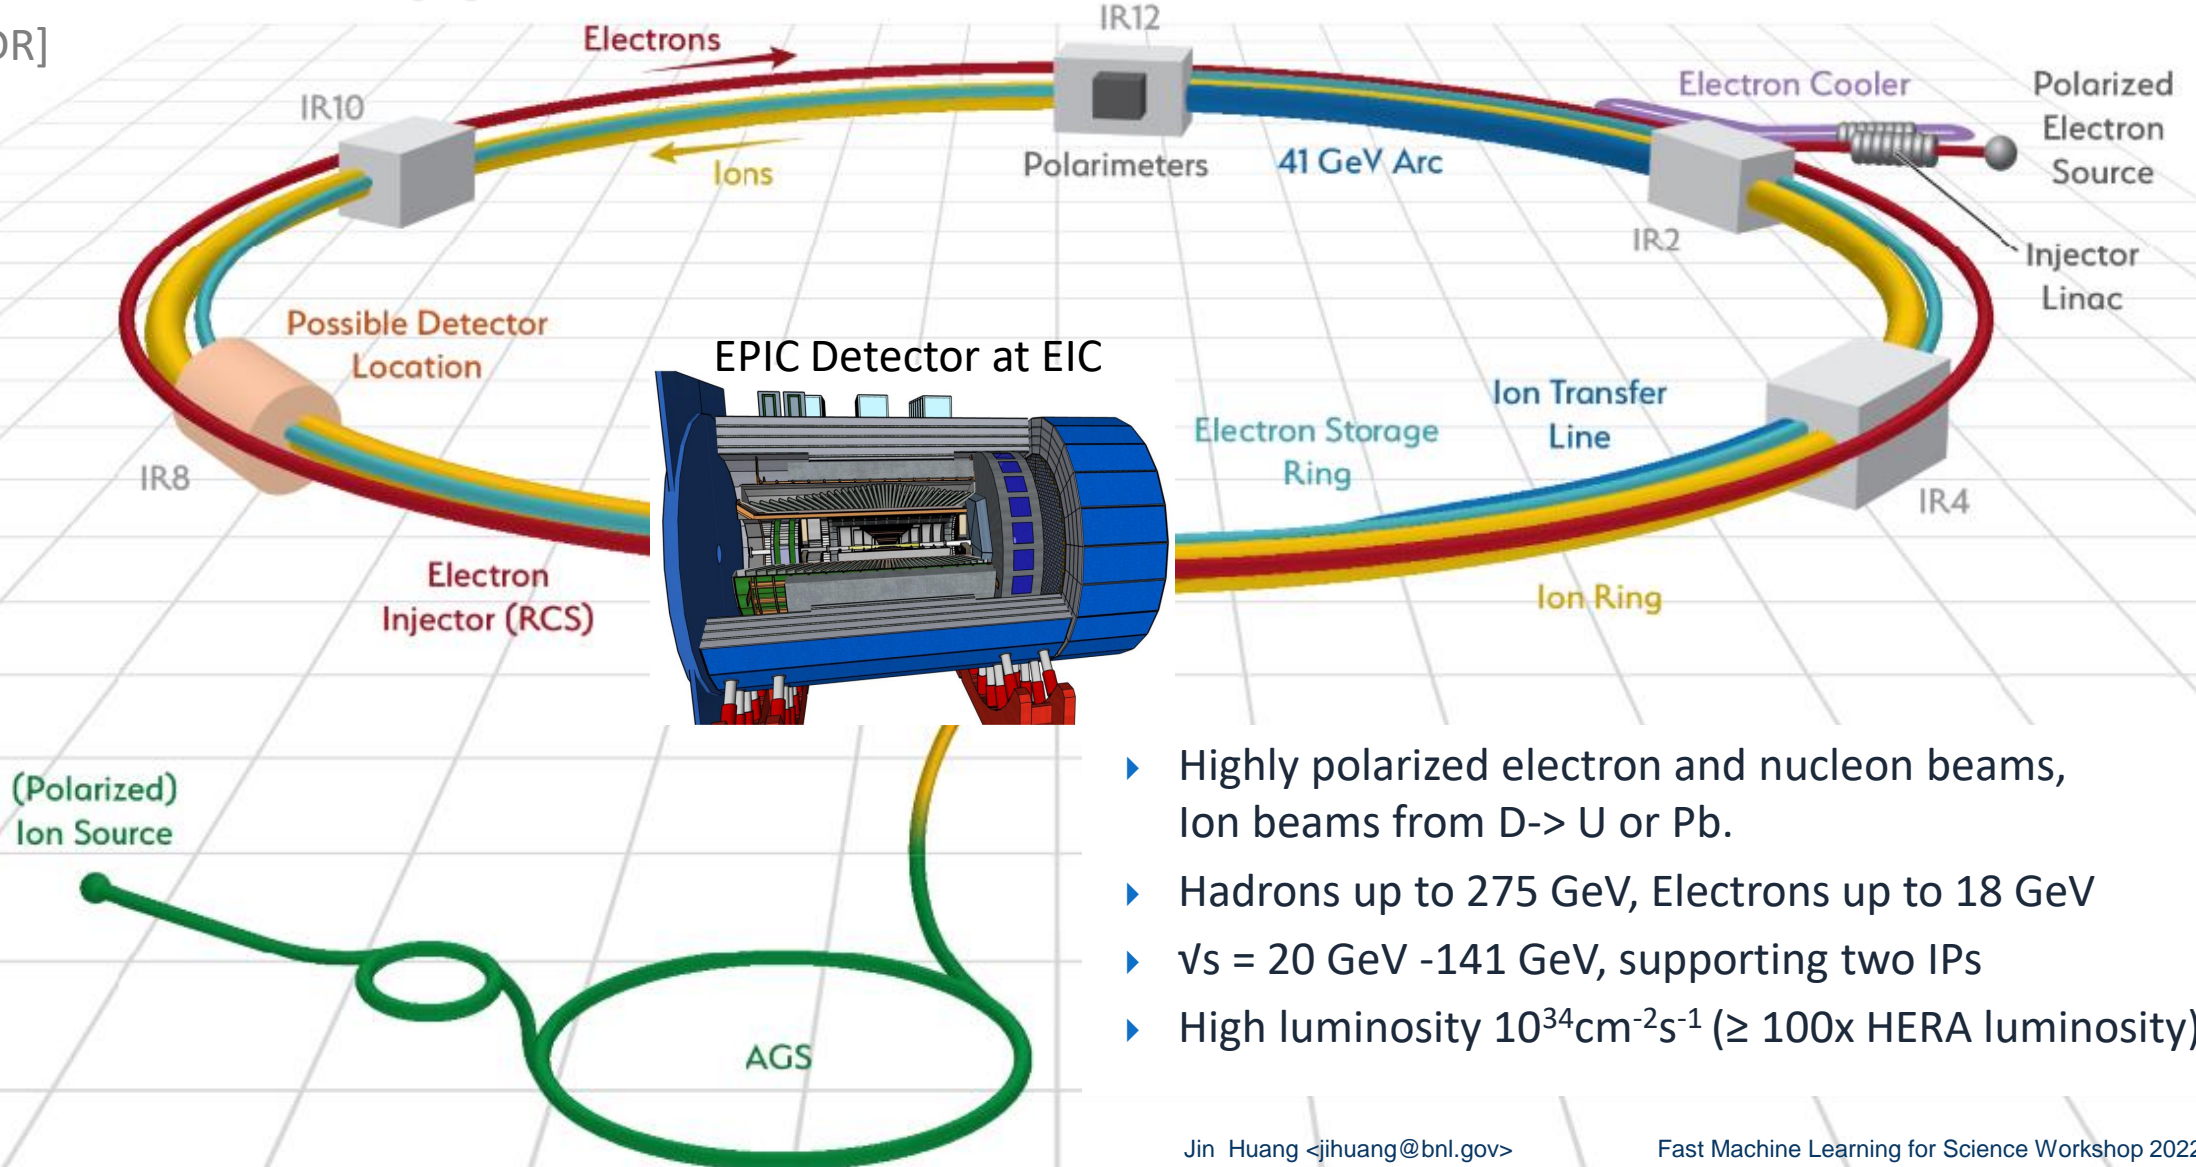 DR]
Electrons
IR12
IR10
Electron Cooler
Polarized
Electron
Source
Ions
Polarimeters
41 GeV Arc
IR2
Injector
Linac
Possible Detector
Location
EPIC Detector at EIC
Ion Transfer
Line
Electron Storage
Ring
IR8
IR4
Electron
Injector (RCS)
Ion Ring
(Polarized)
Ion Source
AGS
‣ Highly polarized electron and nucleon beams,
Ion beams from D-> U or Pb.
‣ Hadrons up to 275 GeV, Electrons up to 18 GeV
‣ √s = 20 GeV -141 GeV, supporting two IPs
‣ High luminosity 10³⁴cm⁻²s⁻¹ (≥ 100x HERA luminosity)
Jin Huang <jihuang@bnl.gov>
Fast Machine Learning for Science Workshop 2022